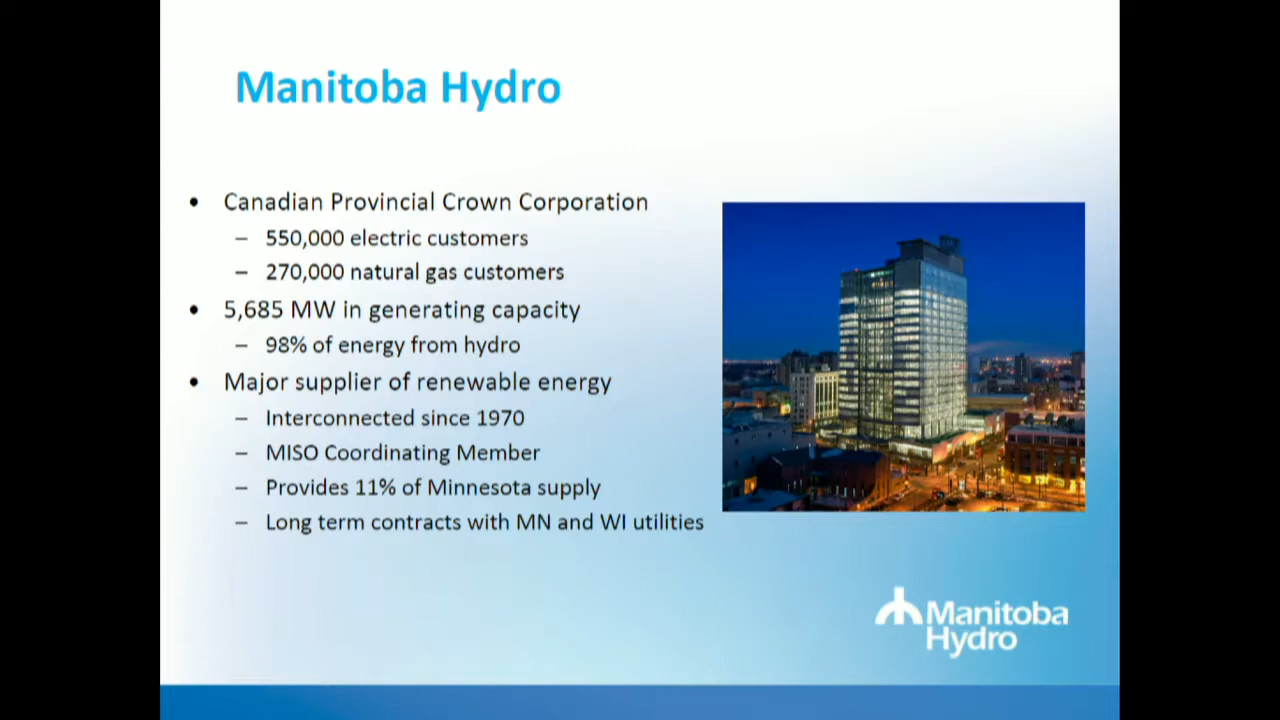 Manitoba Hydro
• Canadian Provincial Crown Corporation
– 550,000 electric customers
– 270,000 natural gas customers
• 5,685 MW in generating capacity
– 98% of energy from hydro
• Major supplier of renewable energy
– Interconnected since 1970
– MISO Coordinating Member
– Provides 11% of Minnesota supply
– Long term contracts with MN and WI utilities
Manitoba
Hydro